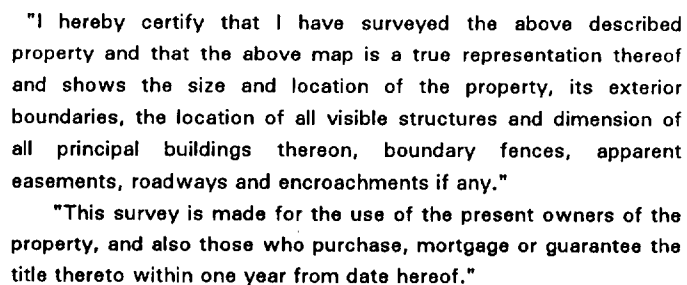 "I hereby certify that I have surveyed the above described
property and that the above map is a true representation thereof
and shows the size and location of the property, its exterior
boundaries, the location of all visible structures and dimension of
all principal buildings thereon, boundary fences, apparent
easements, roadways and encroachments if any."
"This survey is made for the use of the present owners of the
property, and also those who purchase, mortgage or guarantee the
title thereto within one year from date hereof."